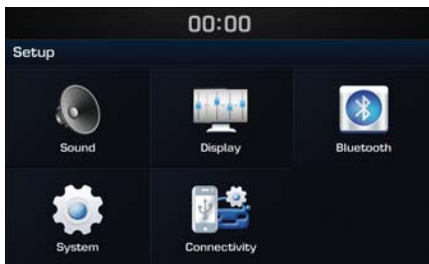 00:00
Setup
Sound
Display
Bluetooth
System
Connectivity